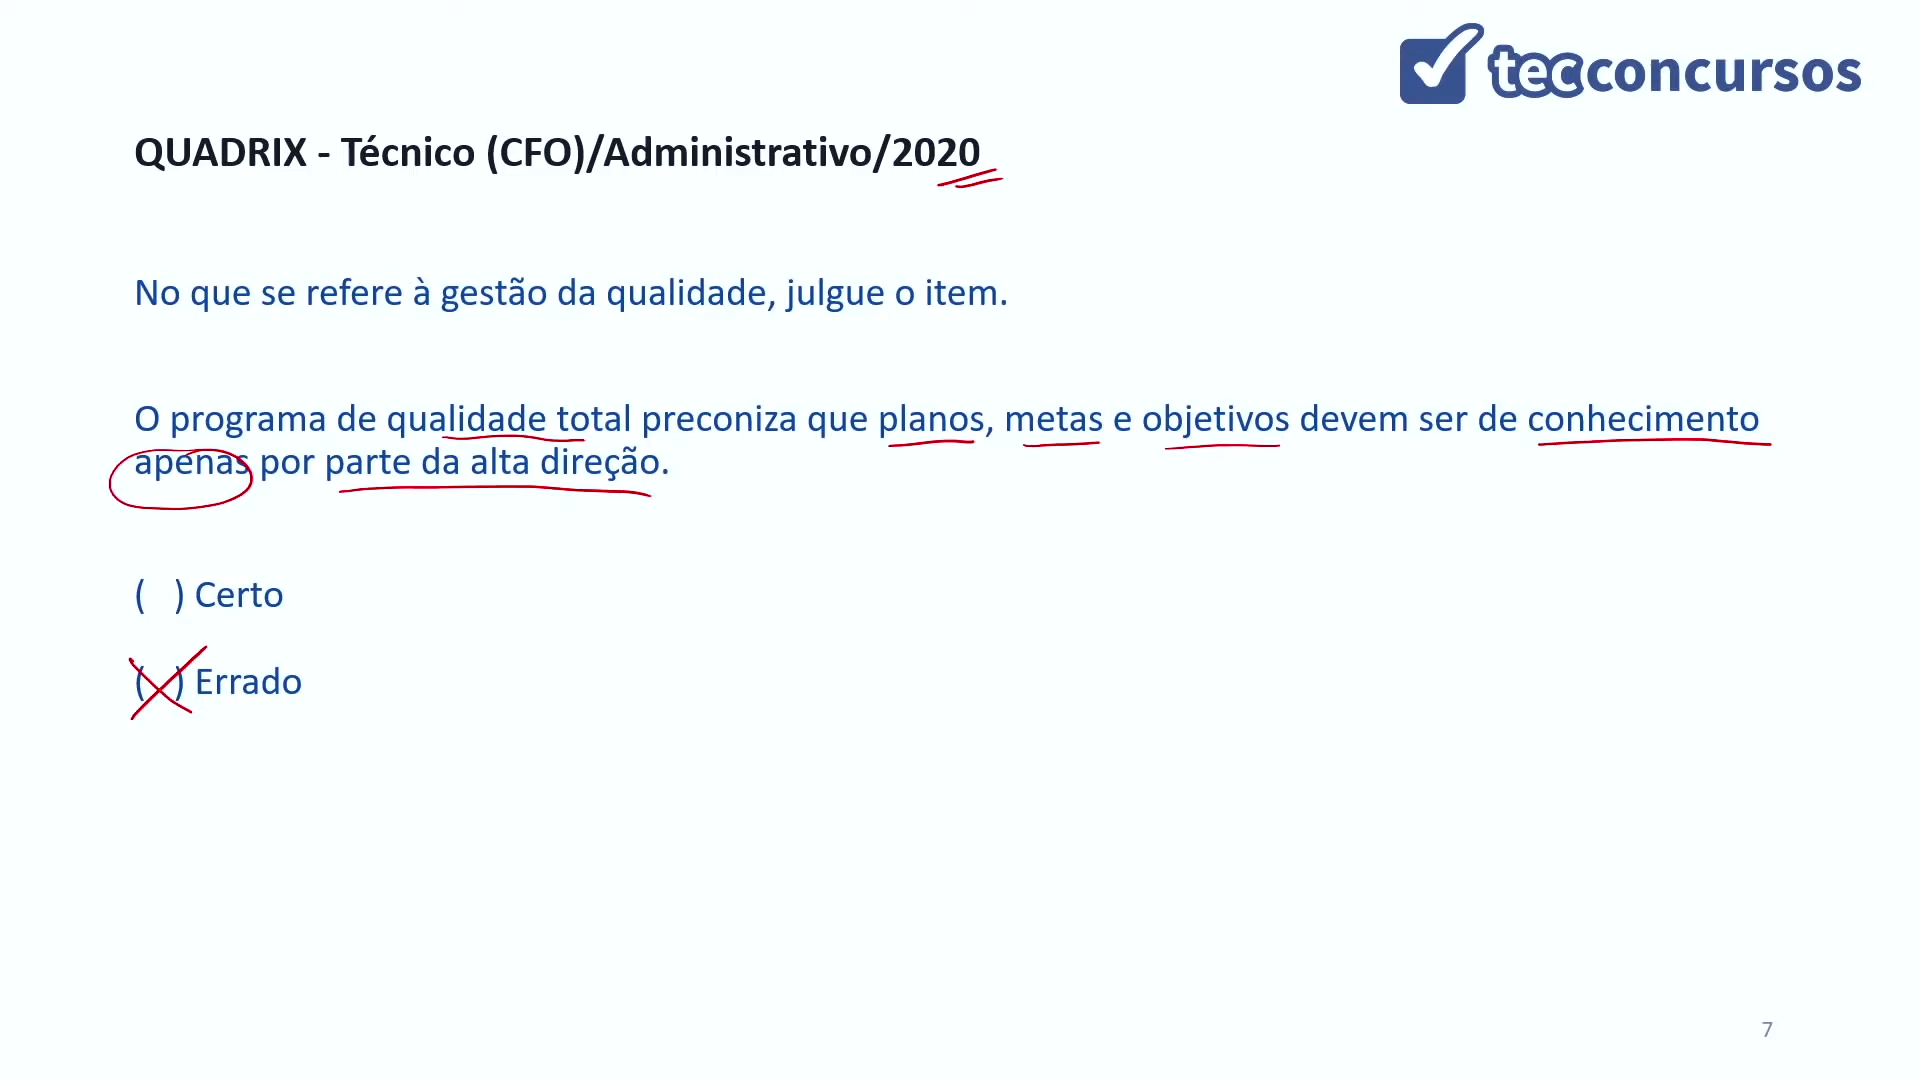 tecconcursos
QUADRIX - Técnico (CFO)/Administrativo/2020
No que se refere à gestão da qualidade, julgue o item.
O programa de qualidade total preconiza que planos, metas e objetivos devem ser de conhecimento
apenas por parte da alta direção.
( ) Certo
( ) Errado
7